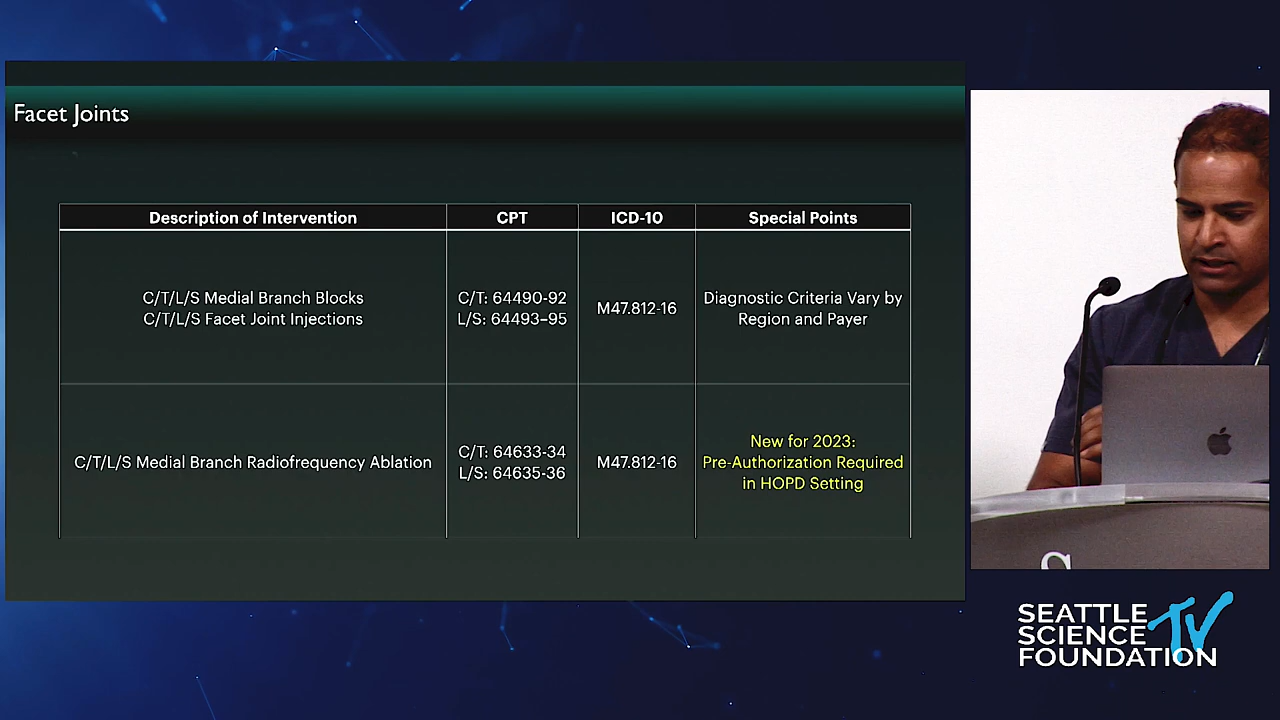 Facet Joints
Description of Intervention
CPT
ICD-10
Special Points
C/T/L/S Medial Branch Blocks
C/T/L/S Facet Joint Injections
C/T: 64490-92
L/S: 64493–95
M47.812-16
Diagnostic Criteria Vary by
Region and Payer
C/T/L/S Medial Branch Radiofrequency Ablation
C/T: 64633-34
L/S: 64635-36
M47.812-16
New for 2023:
Pre-Authorization Required
in HOPD Setting
S
SEATTLE
SCIENCE
FOUNDATION
TV